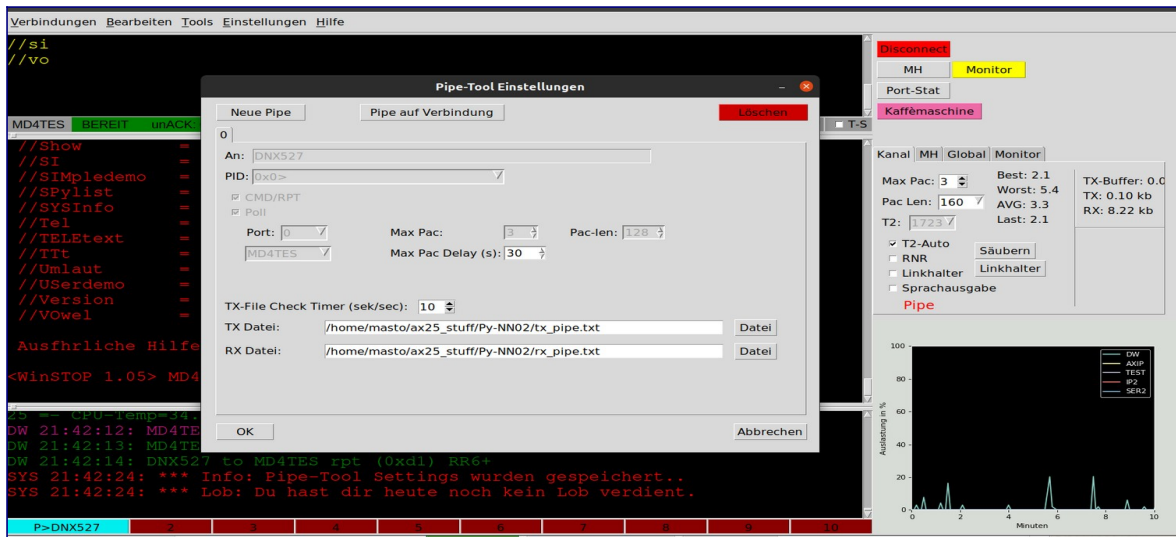 Verbindungen Bearbeiten Tools Einstellungen Hilfe
//si
//vo
MD4TES BEREIT unACK: T-S
//Show =
//SI =
//SIMpledemo =
//SPylist =
//SYSInfo =
//Tel =
//TELEtext =
//TTt =
//Umlaut =
//USerdemo =
//Version =
//VOwel =
Ausfhrliche Hilfe
<WinSTOP 1.05> MD4
Pipe-Tool Einstellungen
Neue Pipe Pipe auf Verbindung Löschen
0
An: DNX527
PID: 0x0>
CMD/RPT
Poll
Port: 0 Max Pac: 3 Pac-len: 128
MD4TES Max Pac Delay (s): 30
TX-File Check Timer (sek/sec): 10
TX Datei: /home/masto/ax25_stuff/Py-NN02/tx_pipe.txt Datei
RX Datei: /home/masto/ax25_stuff/Py-NN02/rx_pipe.txt Datei
OK Abbrechen
25 =- CPU-Temp=34.
DW 21:42:12: MD4TE
DW 21:42:13: MD4TE
DW 21:42:14: DNX527 to MD4TES rpt (0xd1) RR6+
SYS 21:42:24: *** Info: Pipe-Tool Settings wurden gespeichert..
SYS 21:42:24: *** Lob: Du hast dir heute noch kein Lob verdient.
P>DNX527 2 3 4 5 6 7 8 9 10
Disconnect
MH Monitor
Port-Stat
Kaffèmaschine
Kanal MH Global Monitor
Max Pac: 3
Pac Len: 160
T2: 1723
T2-Auto
RNR
Linkhalter
Sprachausgabe
Pipe
Säubern
Linkhalter
Best: 2.1
Worst: 5.4
AVG: 3.3
Last: 2.1
TX-Buffer: 0.0
TX: 0.10 kb
RX: 8.22 kb
DW
AXIP
TEST
IP2
SER2
100
80
60
40
20
0
Auslastung in %
0 2 4 6 8 10
Minuten